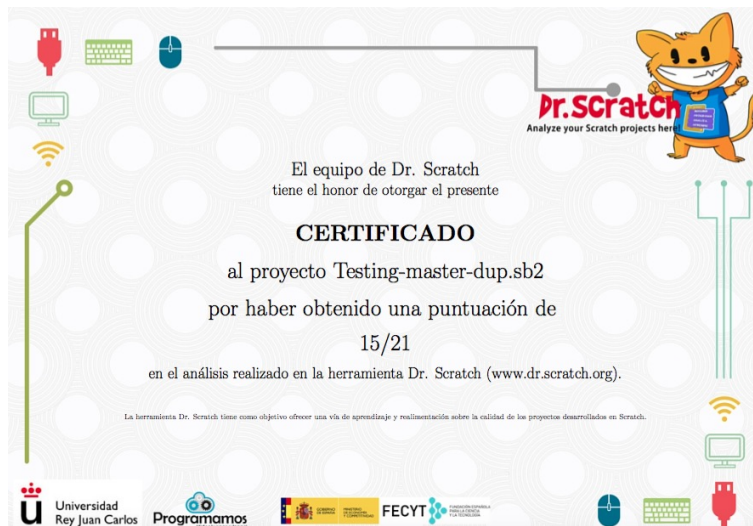 Dr.Scratch
Analyze your Scratch projects here!
El equipo de Dr. Scratch
tiene el honor de otorgar el presente
CERTIFICADO
al proyecto Testing-master-dup.sb2
por haber obtenido una puntuación de
15/21
en el análisis realizado en la herramienta Dr. Scratch (www.dr.scratch.org).
La herramienta Dr. Scratch tiene como objetivo ofrecer una vía de aprendizaje y realimentación sobre la calidad de los proyectos desarrollados en Scratch.
Universidad
Rey Juan Carlos
Programamos
FECYT